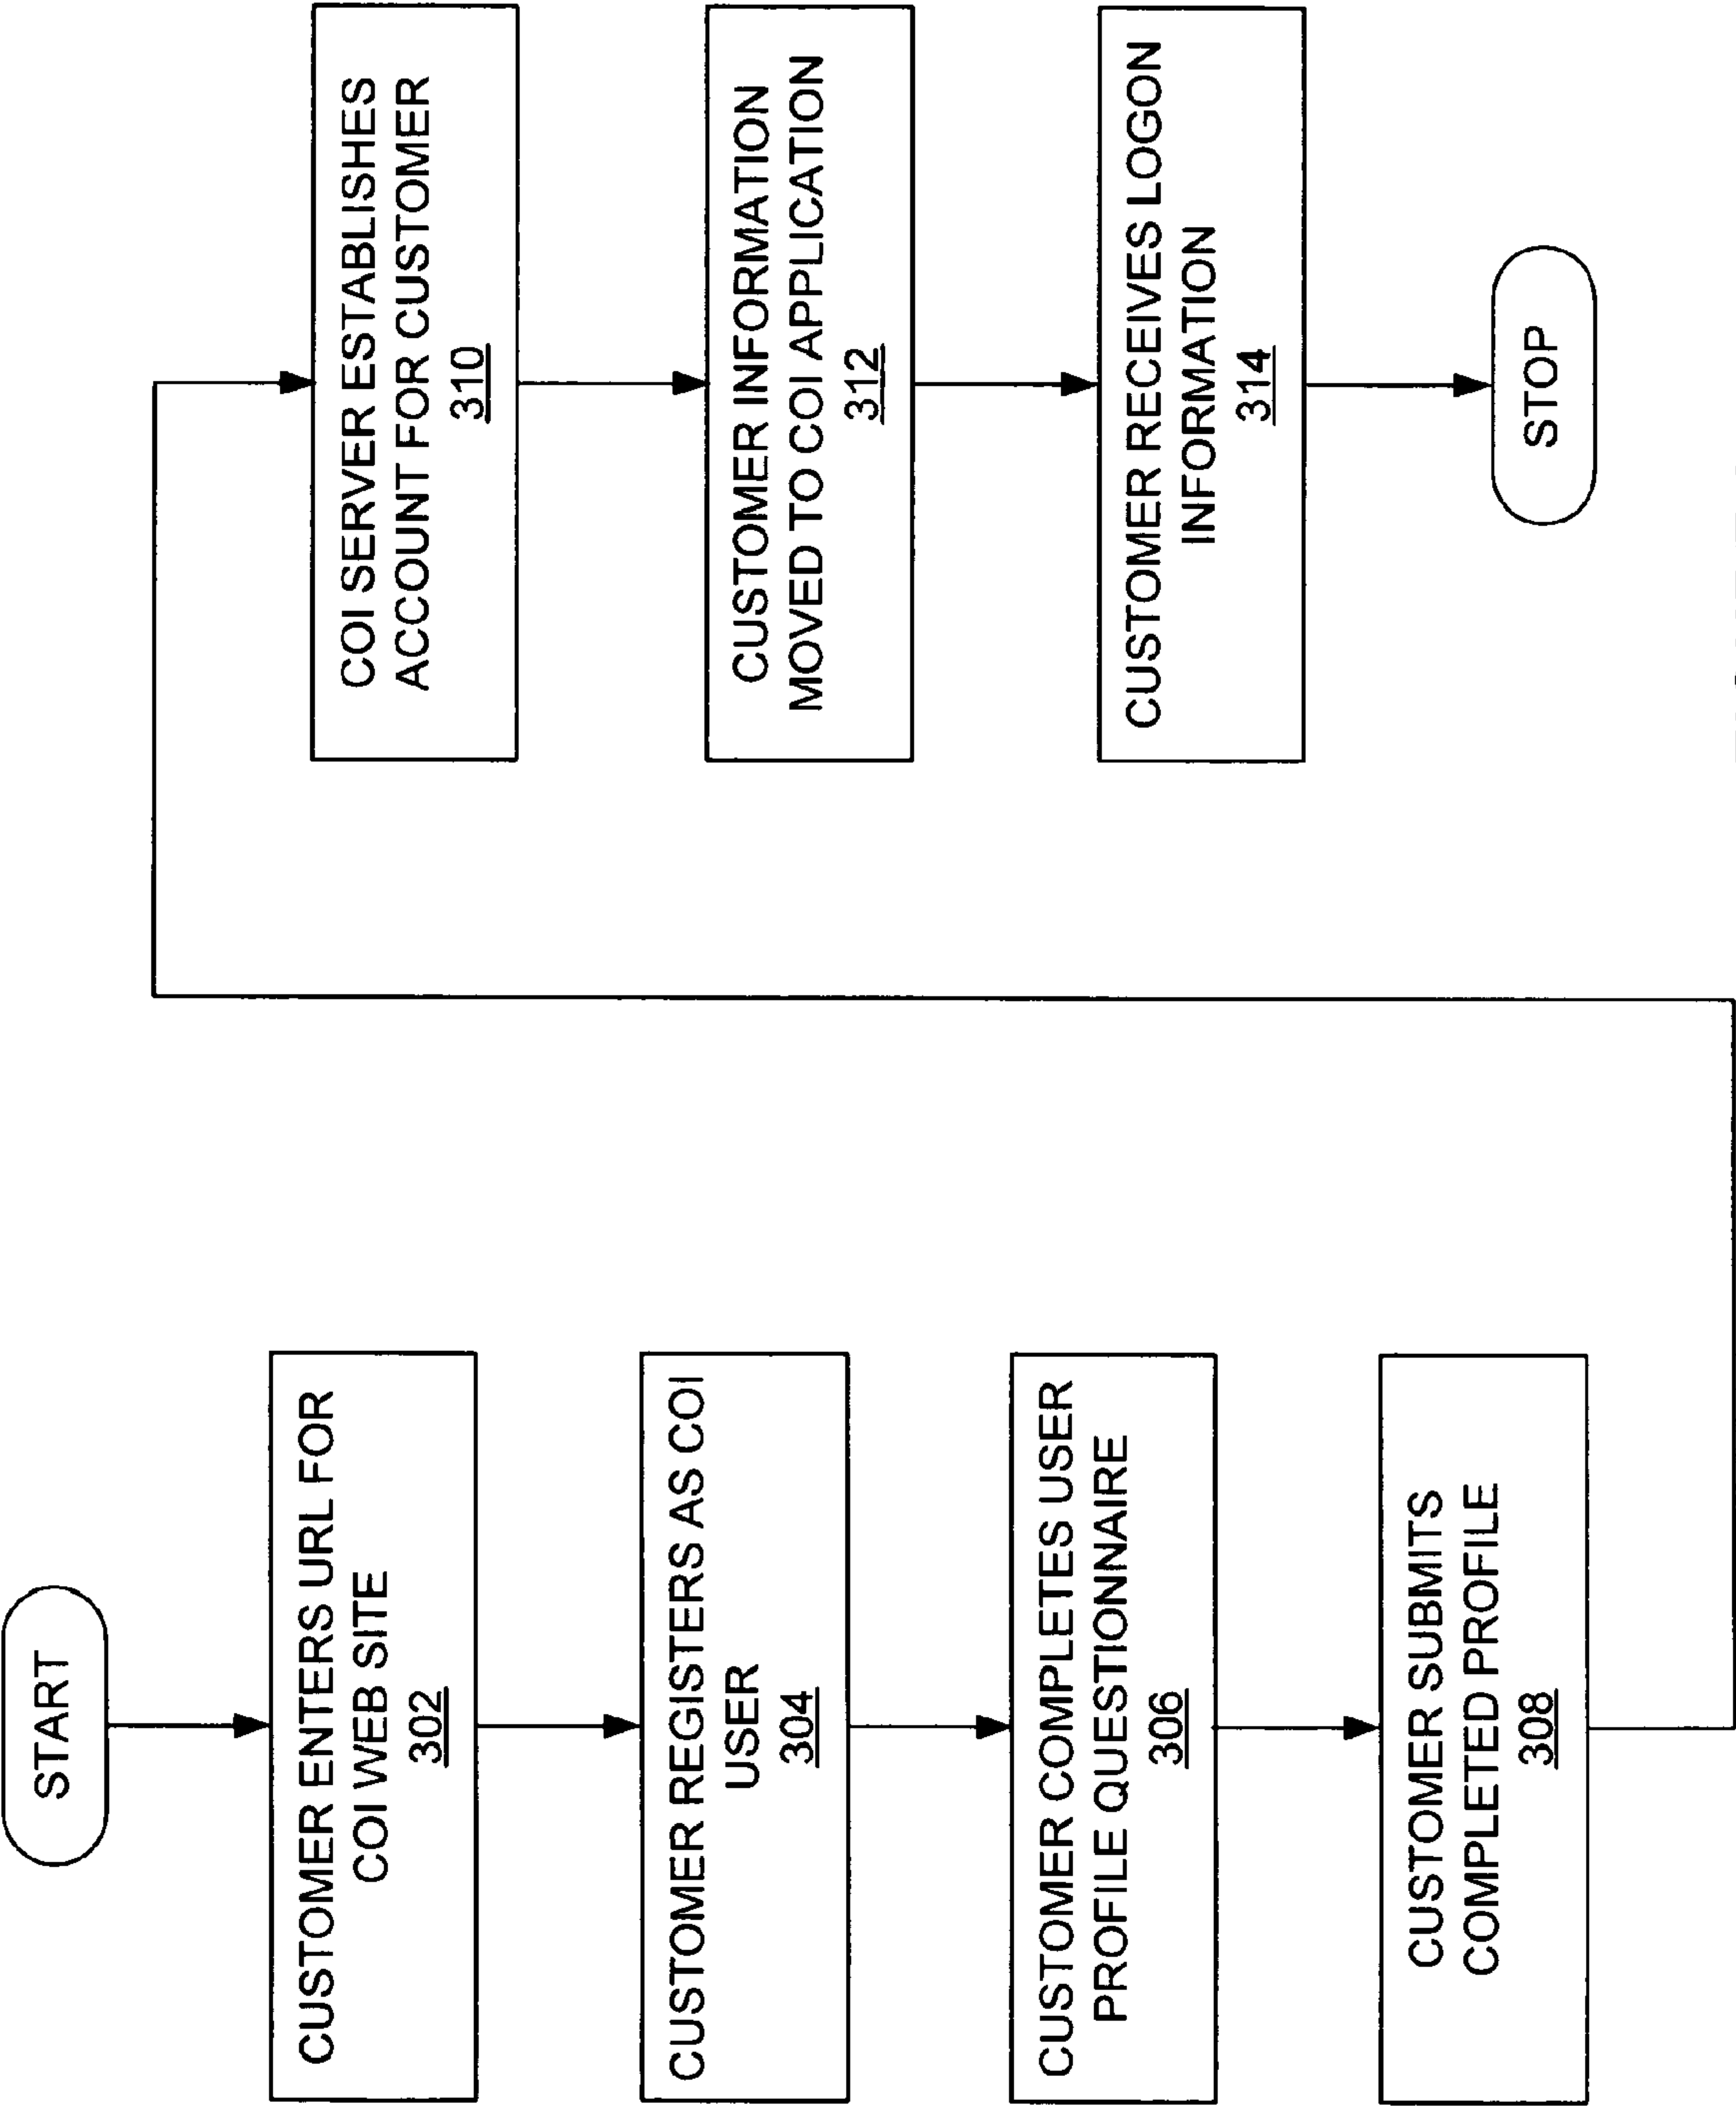 START
CUSTOMER ENTERS URL FOR
COI WEB SITE
302
CUSTOMER REGISTERS AS COI
USER
304
CUSTOMER COMPLETES USER
PROFILE QUESTIONNAIRE
306
CUSTOMER SUBMITS
COMPLETED PROFILE
308
COI SERVER ESTABLISHES
ACCOUNT FOR CUSTOMER
310
CUSTOMER INFORMATION
MOVED TO COI APPLICATION
312
CUSTOMER RECEIVES LOGON
INFORMATION
314
STOP